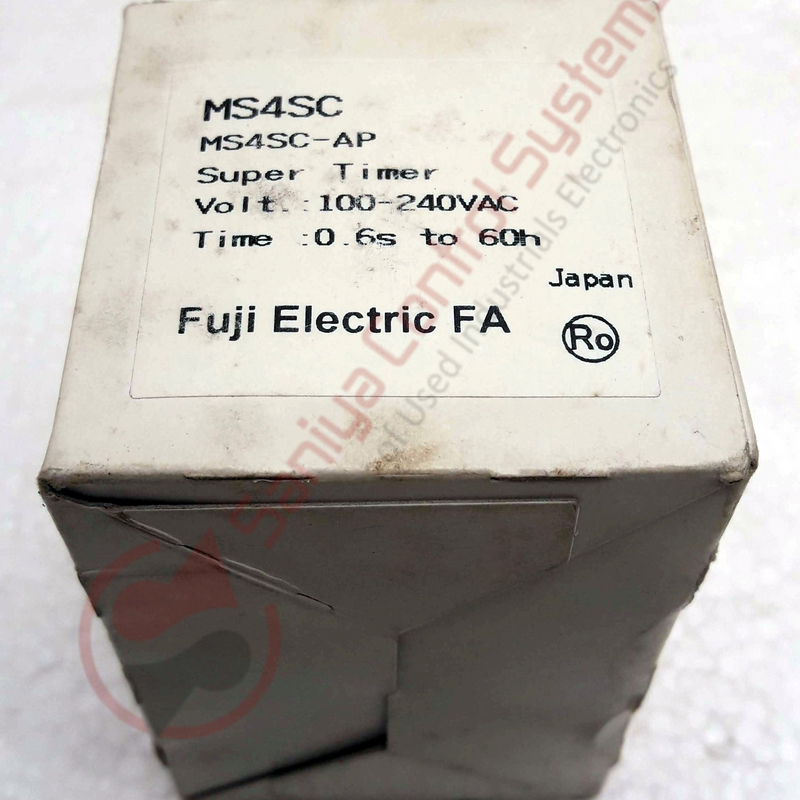 MS4SC
MS4SC-AP
Super Timer
Volt.:100-240VAC
Time :0.6s to 60h
Japan
Fuji Electric FA
Ro
Saniya Control Systems
of Used Industrials Electronics